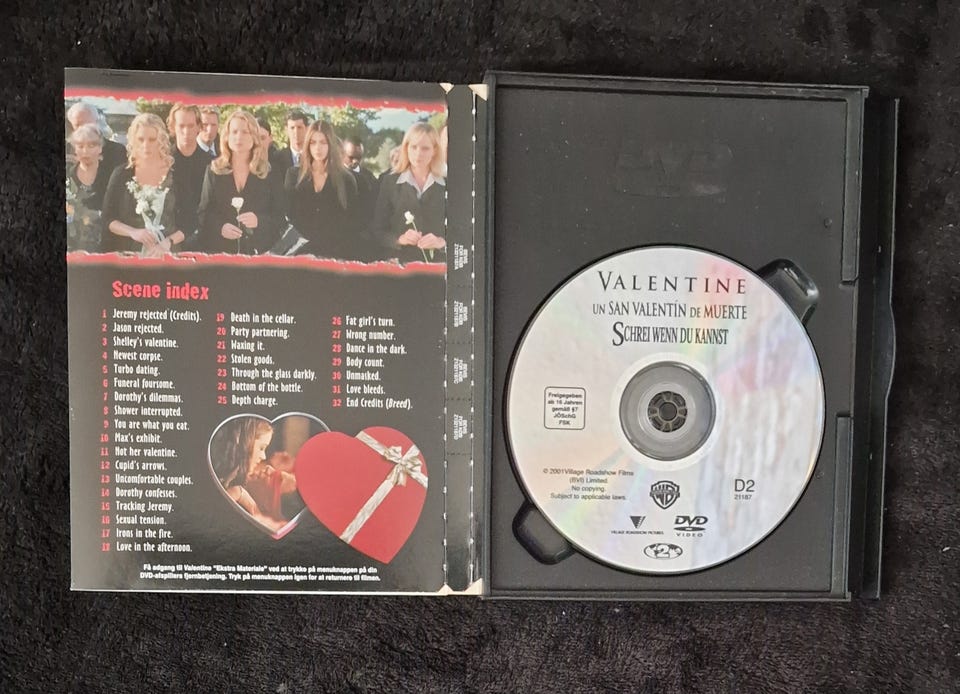 Scene index
1 Jeremy rejected (Credits).
2 Jason rejected.
3 Shelley's valentine.
4 Newest corpse.
5 Turbo dating.
6 Funeral foursome.
7 Dorothy's dilemmas.
8 Shower interrupted.
9 You are what you eat.
10 Max's exhibit.
11 Not her valentine.
12 Cupid's arrows.
13 Uncomfortable couples.
14 Dorothy confesses.
15 Tracking Jeremy.
16 Sexual tension.
17 Irons in the fire.
18 Love in the afternoon.
19 Death in the cellar.
20 Party partnering.
21 Waxing it.
22 Stolen goods.
23 Through the glass darkly.
24 Bottom of the bottle.
25 Depth charge.
26 Fat girl's turn.
27 Wrong number.
28 Dance in the dark.
29 Body count.
30 Unmasked.
31 Love bleeds.
32 End Credits (Breed).
Få adgang til Valentine "Ekstra Materiale" ved at trykke på menuknappen på din
DVD-afspillers fjernbetjening. Tryk på menuknappen igen for at returnere til filmen.
DVD
VALENTINE
UN SAN VALENTÍN DE MUERTE
SCHREI WENN DU KANNST
Freigegeben
ab 16 Jahren
gemäß §7
JÖSchG
FSK
© 2001 Village Roadshow Films
(BVI) Limited.
No copying.
Subject to applicable laws.
WB
D2
21187
VILLAGE ROADSHOW PICTURES
DVD
VIDEO